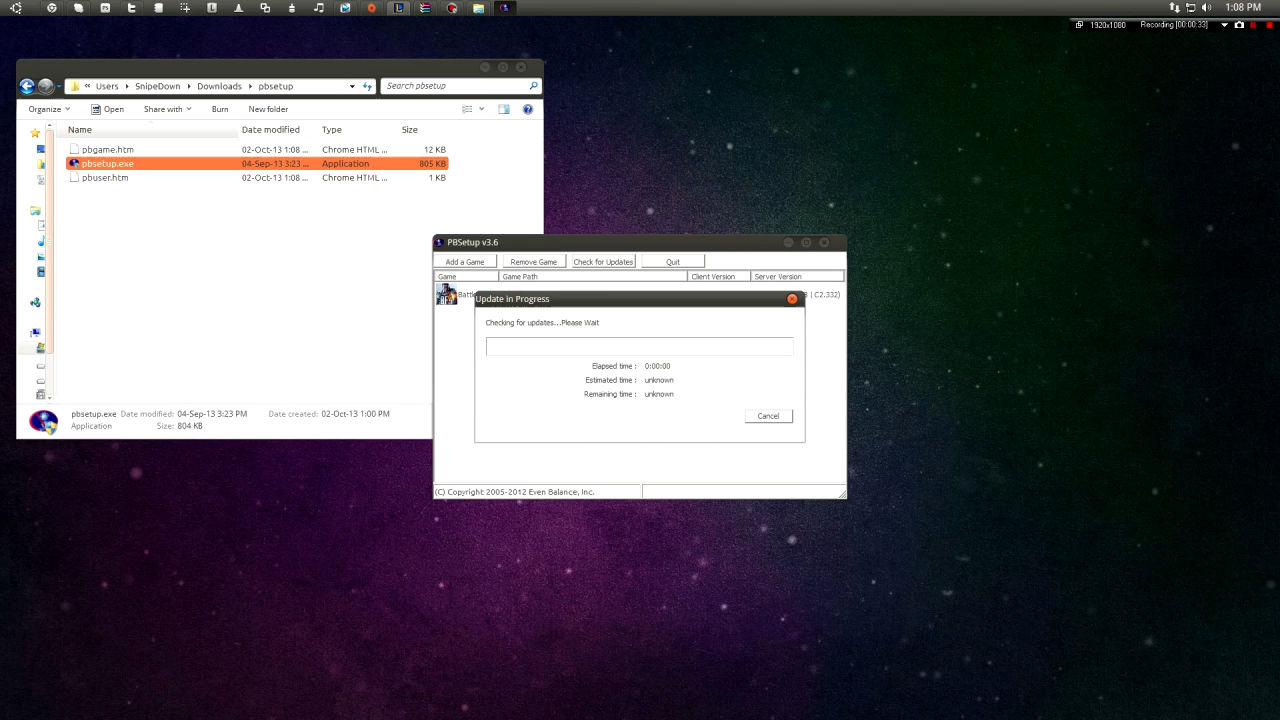 1:08 PM
1920x1080 Recording [00:00:33]
« Users SnipeDown Downloads pbsetup Search pbsetup
Organize Open Share with Burn New folder
Name Date modified Type Size
pbgame.htm 02-Oct-13 1:08 ... Chrome HTML ... 12 KB
pbsetup.exe 04-Sep-13 3:23 ... Application 805 KB
pbuser.htm 02-Oct-13 1:08 ... Chrome HTML ... 1 KB
pbsetup.exe Date modified: 04-Sep-13 3:23 PM Date created: 02-Oct-13 1:00 PM
Application Size: 804 KB
PBSetup v3.6
Add a Game Remove Game Check for Updates Quit
Game Game Path Client Version Server Version
| C2.332)
Update in Progress
Checking for updates...Please Wait
Elapsed time : 0:00:00
Estimated time : unknown
Remaining time : unknown
Cancel
(C) Copyright 2005-2012 Even Balance, Inc.